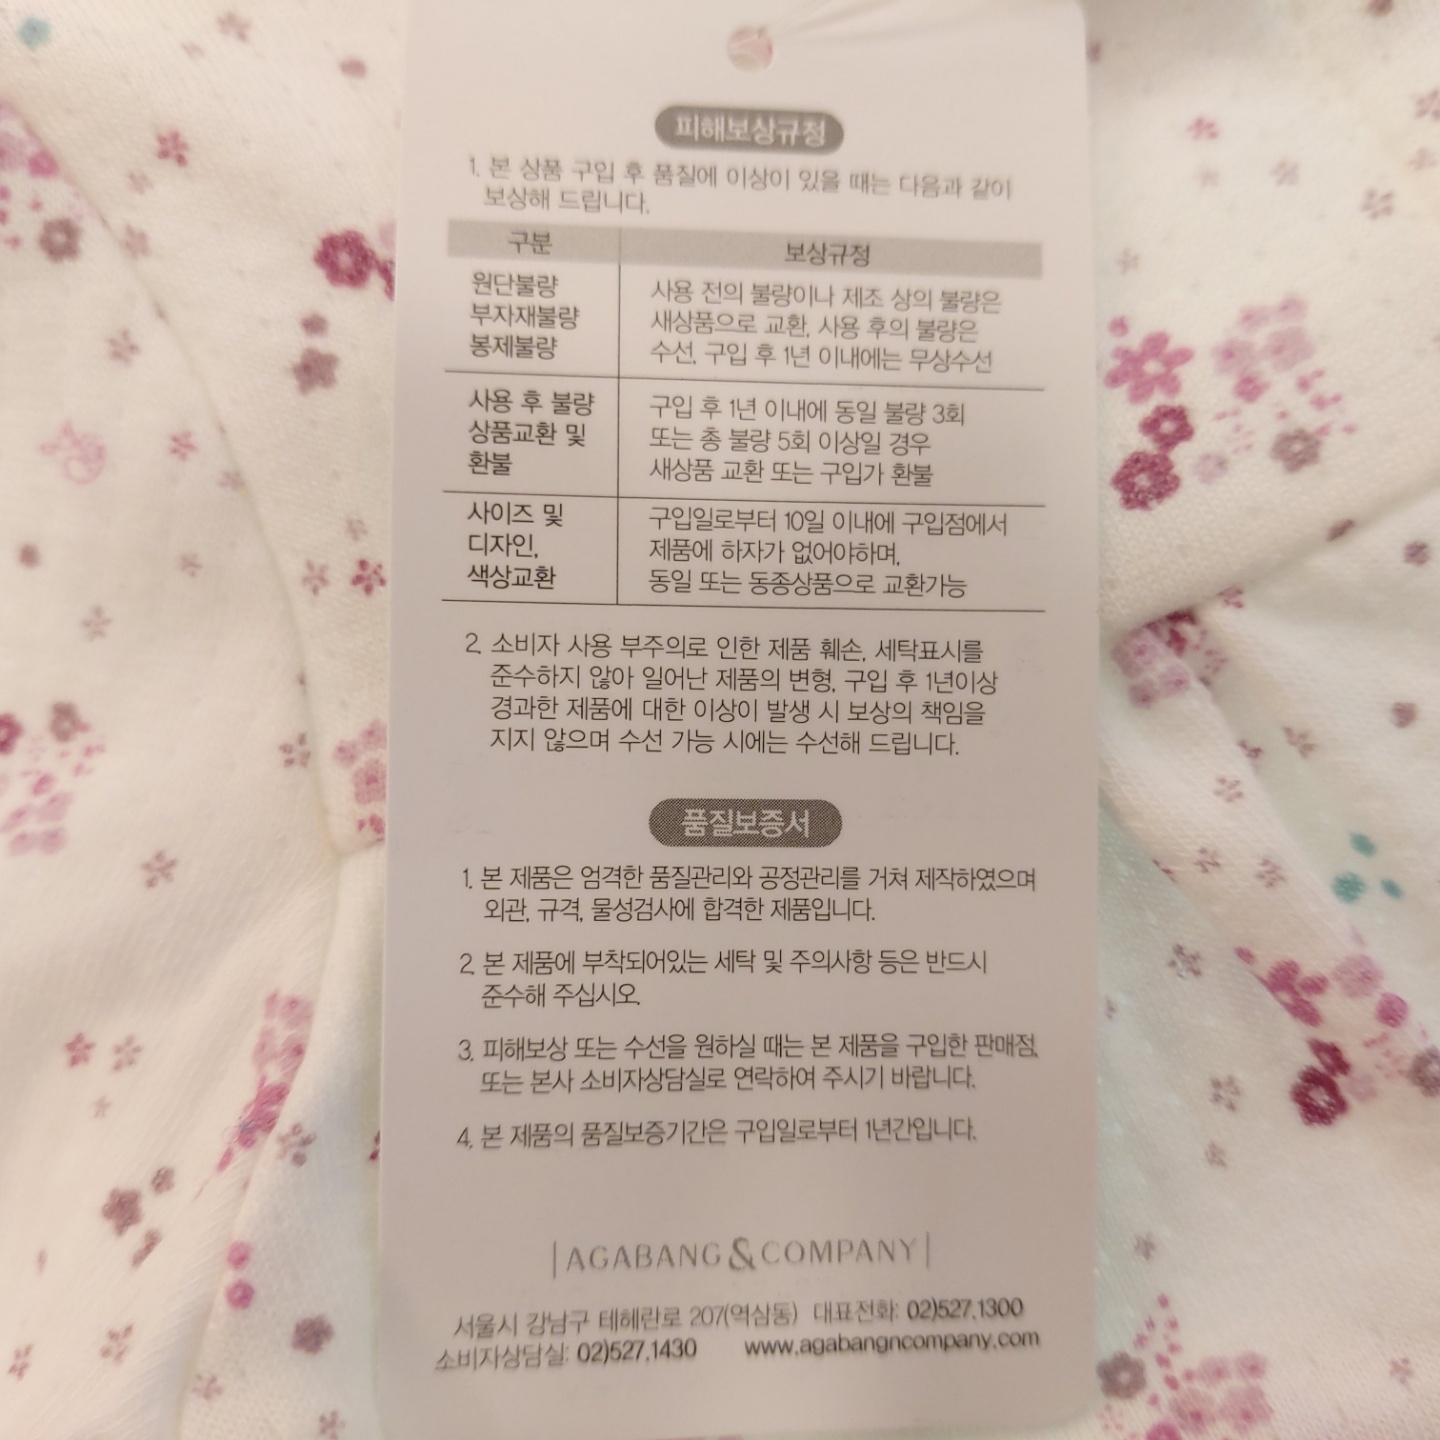 피해보상규정
1. 본 상품 구입 후 품질에 이상이 있을 때는 다음과 같이
보상해 드립니다.
구분 보상규정
원단불량
부자재불량
봉제불량
사용 전의 불량이나 제조 상의 불량은
새상품으로 교환, 사용 후의 불량은
수선, 구입 후 1년 이내에는 무상수선
사용 후 불량
상품교환 및
환불
구입 후 1년 이내에 동일 불량 3회
또는 총 불량 5회 이상일 경우
새상품 교환 또는 구입가 환불
사이즈 및
디자인,
색상교환
구입일로부터 10일 이내에 구입점에서
제품에 하자가 없어야하며,
동일 또는 동종상품으로 교환가능
2. 소비자 사용 부주의로 인한 제품 훼손, 세탁표시를
준수하지 않아 일어난 제품의 변형, 구입 후 1년이상
경과한 제품에 대한 이상이 발생 시 보상의 책임을
지지 않으며 수선 가능 시에는 수선해 드립니다.
품질보증서
1. 본 제품은 엄격한 품질관리와 공정관리를 거쳐 제작하였으며
외관, 규격, 물성검사에 합격한 제품입니다.
2. 본 제품에 부착되어있는 세탁 및 주의사항 등은 반드시
준수해 주십시오.
3. 피해보상 또는 수선을 원하실 때는 본 제품을 구입한 판매점,
또는 본사 소비자상담실로 연락하여 주시기 바랍니다.
4. 본 제품의 품질보증기간은 구입일로부터 1년간입니다.
|AGABANG&COMPANY|
서울시 강남구 테헤란로 207(역삼동) 대표전화: 02)527.1300
소비자상담실: 02)527.1430 www.agabangncompany.com